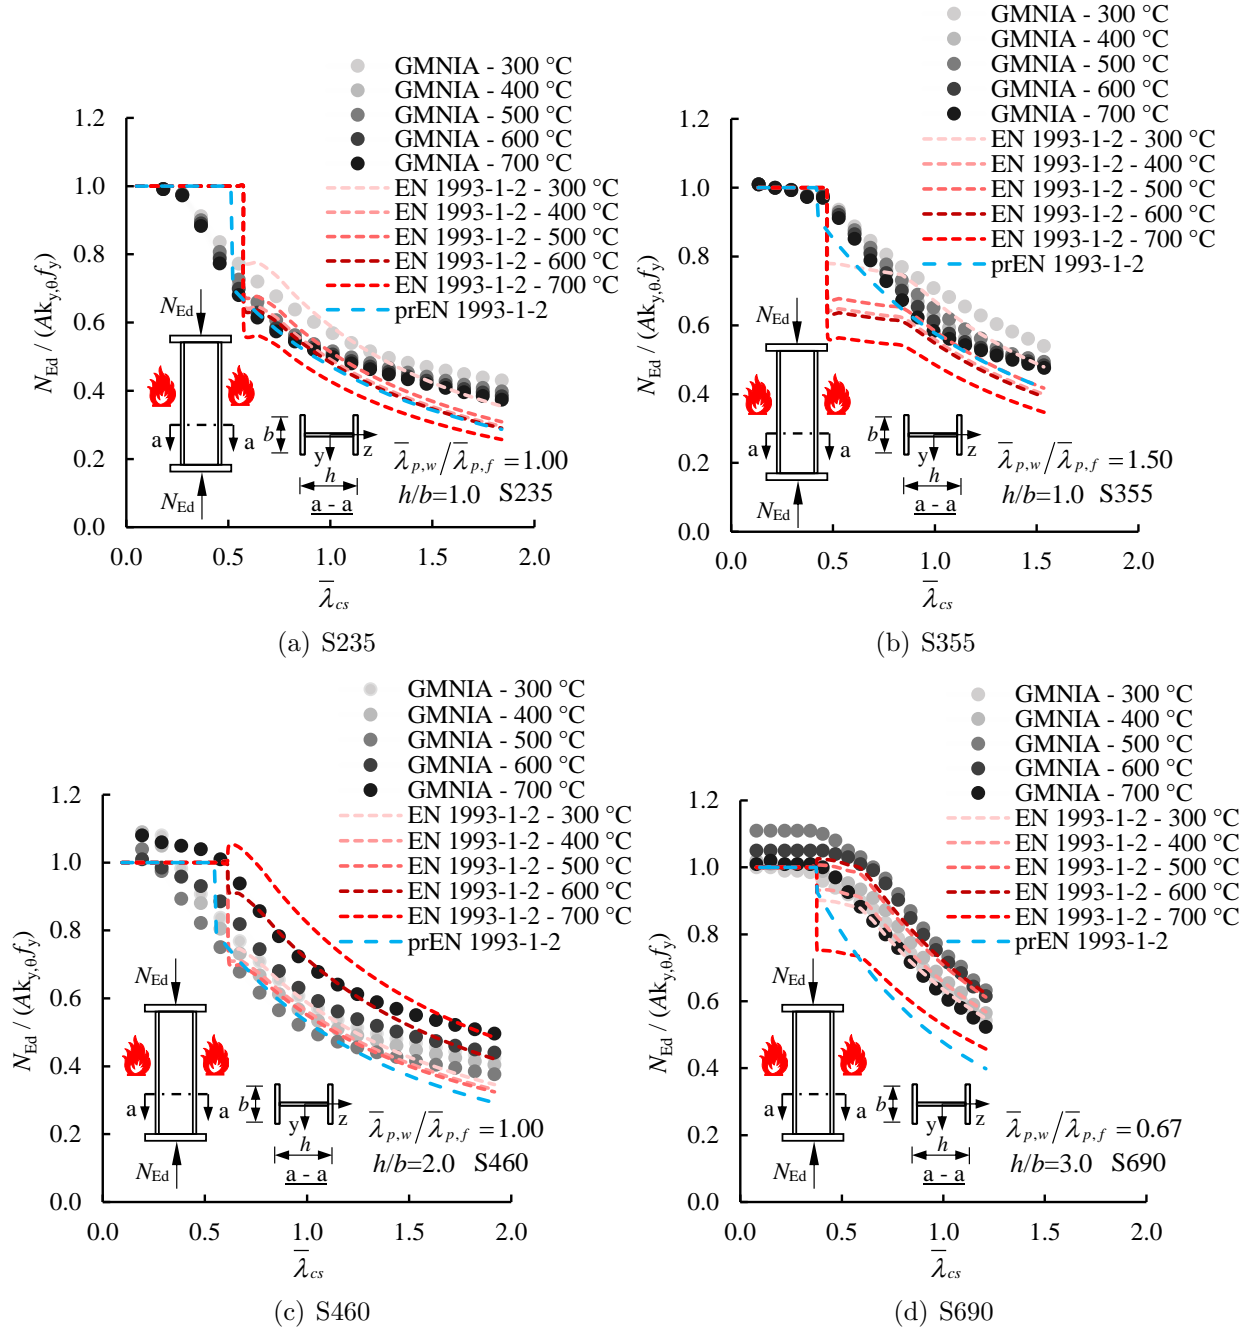 GMNIA - 300 °C
GMNIA - 400 °C
GMNIA - 500 °C
GMNIA - 600 °C
GMNIA - 700 °C
EN 1993-1-2 - 300 °C
EN 1993-1-2 - 400 °C
EN 1993-1-2 - 500 °C
EN 1993-1-2 - 600 °C
EN 1993-1-2 - 700 °C
prEN 1993-1-2
1.2
1.0
0.8
0.6
0.4
0.2
0.0
N_Ed / (Ak_y,θ f_y)
N_Ed
a
a
N_Ed
b
y
z
h
a - a
λ̅_p,w / λ̅_p,f = 1.00
h/b=1.0 S235
0.0 0.5 1.0 1.5 2.0
λ̅_cs
(a) S235
GMNIA - 300 °C
GMNIA - 400 °C
GMNIA - 500 °C
GMNIA - 600 °C
GMNIA - 700 °C
EN 1993-1-2 - 300 °C
EN 1993-1-2 - 400 °C
EN 1993-1-2 - 500 °C
EN 1993-1-2 - 600 °C
EN 1993-1-2 - 700 °C
prEN 1993-1-2
1.2
1.0
0.8
0.6
0.4
0.2
0.0
N_Ed / (Ak_y,θ f_y)
N_Ed
a
a
N_Ed
b
y
z
h
a - a
λ̅_p,w / λ̅_p,f = 1.50
h/b=1.0 S355
0.0 0.5 1.0 1.5 2.0
λ̅_cs
(b) S355
GMNIA - 300 °C
GMNIA - 400 °C
GMNIA - 500 °C
GMNIA - 600 °C
GMNIA - 700 °C
EN 1993-1-2 - 300 °C
EN 1993-1-2 - 400 °C
EN 1993-1-2 - 500 °C
EN 1993-1-2 - 600 °C
EN 1993-1-2 - 700 °C
prEN 1993-1-2
1.2
1.0
0.8
0.6
0.4
0.2
0.0
N_Ed / (Ak_y,θ f_y)
N_Ed
a
a
N_Ed
b
y
z
h
a - a
λ̅_p,w / λ̅_p,f = 1.00
h/b=2.0 S460
0.0 0.5 1.0 1.5 2.0
λ̅_cs
(c) S460
GMNIA - 300 °C
GMNIA - 400 °C
GMNIA - 500 °C
GMNIA - 600 °C
GMNIA - 700 °C
EN 1993-1-2 - 300 °C
EN 1993-1-2 - 400 °C
EN 1993-1-2 - 500 °C
EN 1993-1-2 - 600 °C
EN 1993-1-2 - 700 °C
prEN 1993-1-2
1.2
1.0
0.8
0.6
0.4
0.2
0.0
N_Ed / (Ak_y,θ f_y)
N_Ed
a
a
N_Ed
b
y
z
h
a - a
λ̅_p,w / λ̅_p,f = 0.67
h/b=3.0 S690
0.0 0.5 1.0 1.5 2.0
λ̅_cs
(d) S690